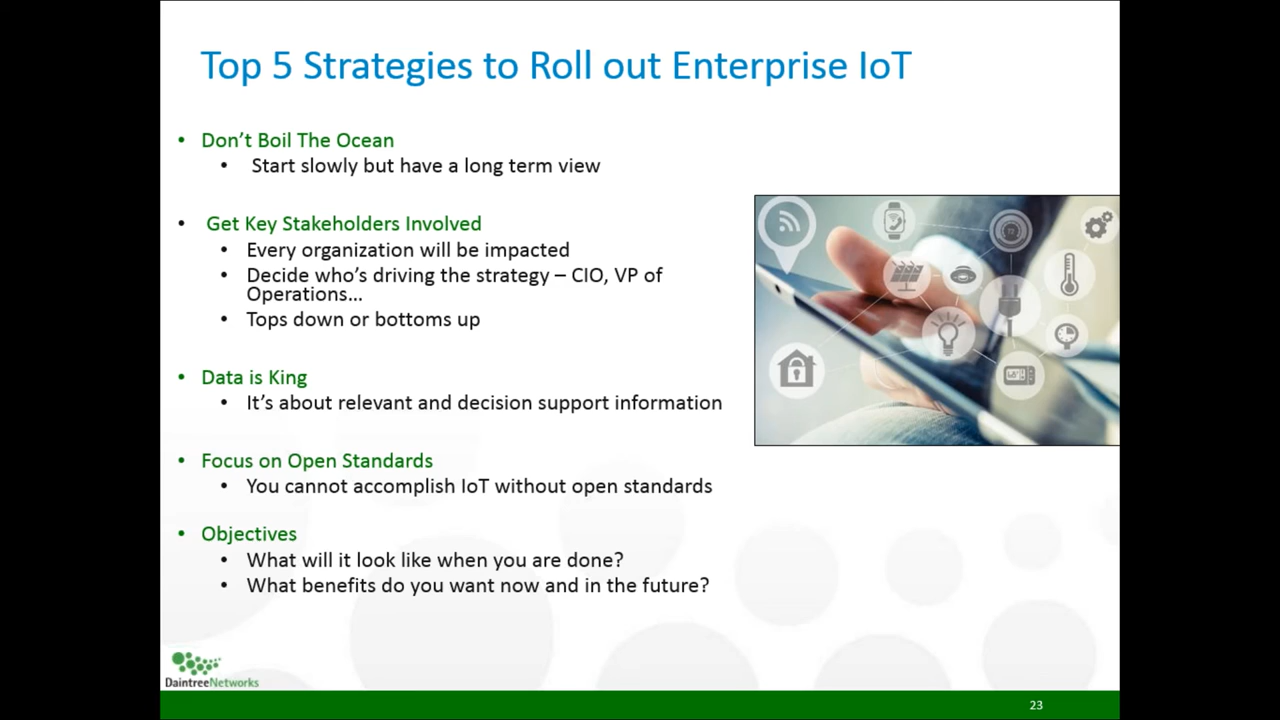 Top 5 Strategies to Roll out Enterprise IoT
• Don't Boil The Ocean
• Start slowly but have a long term view
• Get Key Stakeholders Involved
• Every organization will be impacted
• Decide who's driving the strategy – CIO, VP of
Operations…
• Tops down or bottoms up
• Data is King
• It's about relevant and decision support information
• Focus on Open Standards
• You cannot accomplish IoT without open standards
• Objectives
• What will it look like when you are done?
• What benefits do you want now and in the future?
DaintreeNetworks
23